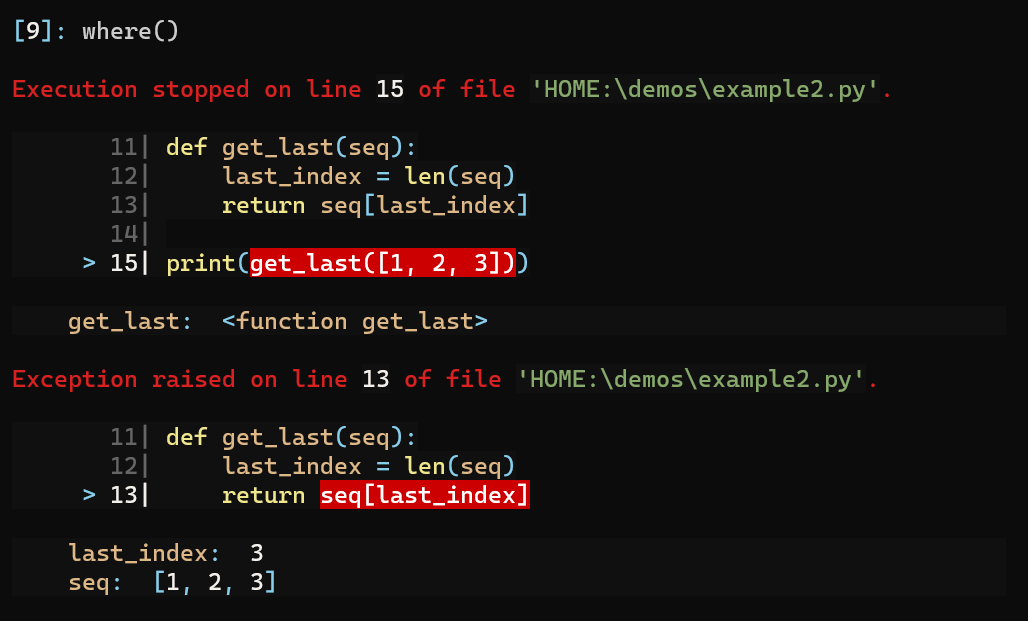 [9]: where()
Execution stopped on line 15 of file 'HOME:\demos\example2.py'.
11| def get_last(seq):
12|     last_index = len(seq)
13|     return seq[last_index]
14|
> 15| print(get_last([1, 2, 3]))
get_last:  <function get_last>
Exception raised on line 13 of file 'HOME:\demos\example2.py'.
11| def get_last(seq):
12|     last_index = len(seq)
> 13|     return seq[last_index]
last_index:  3
seq:  [1, 2, 3]